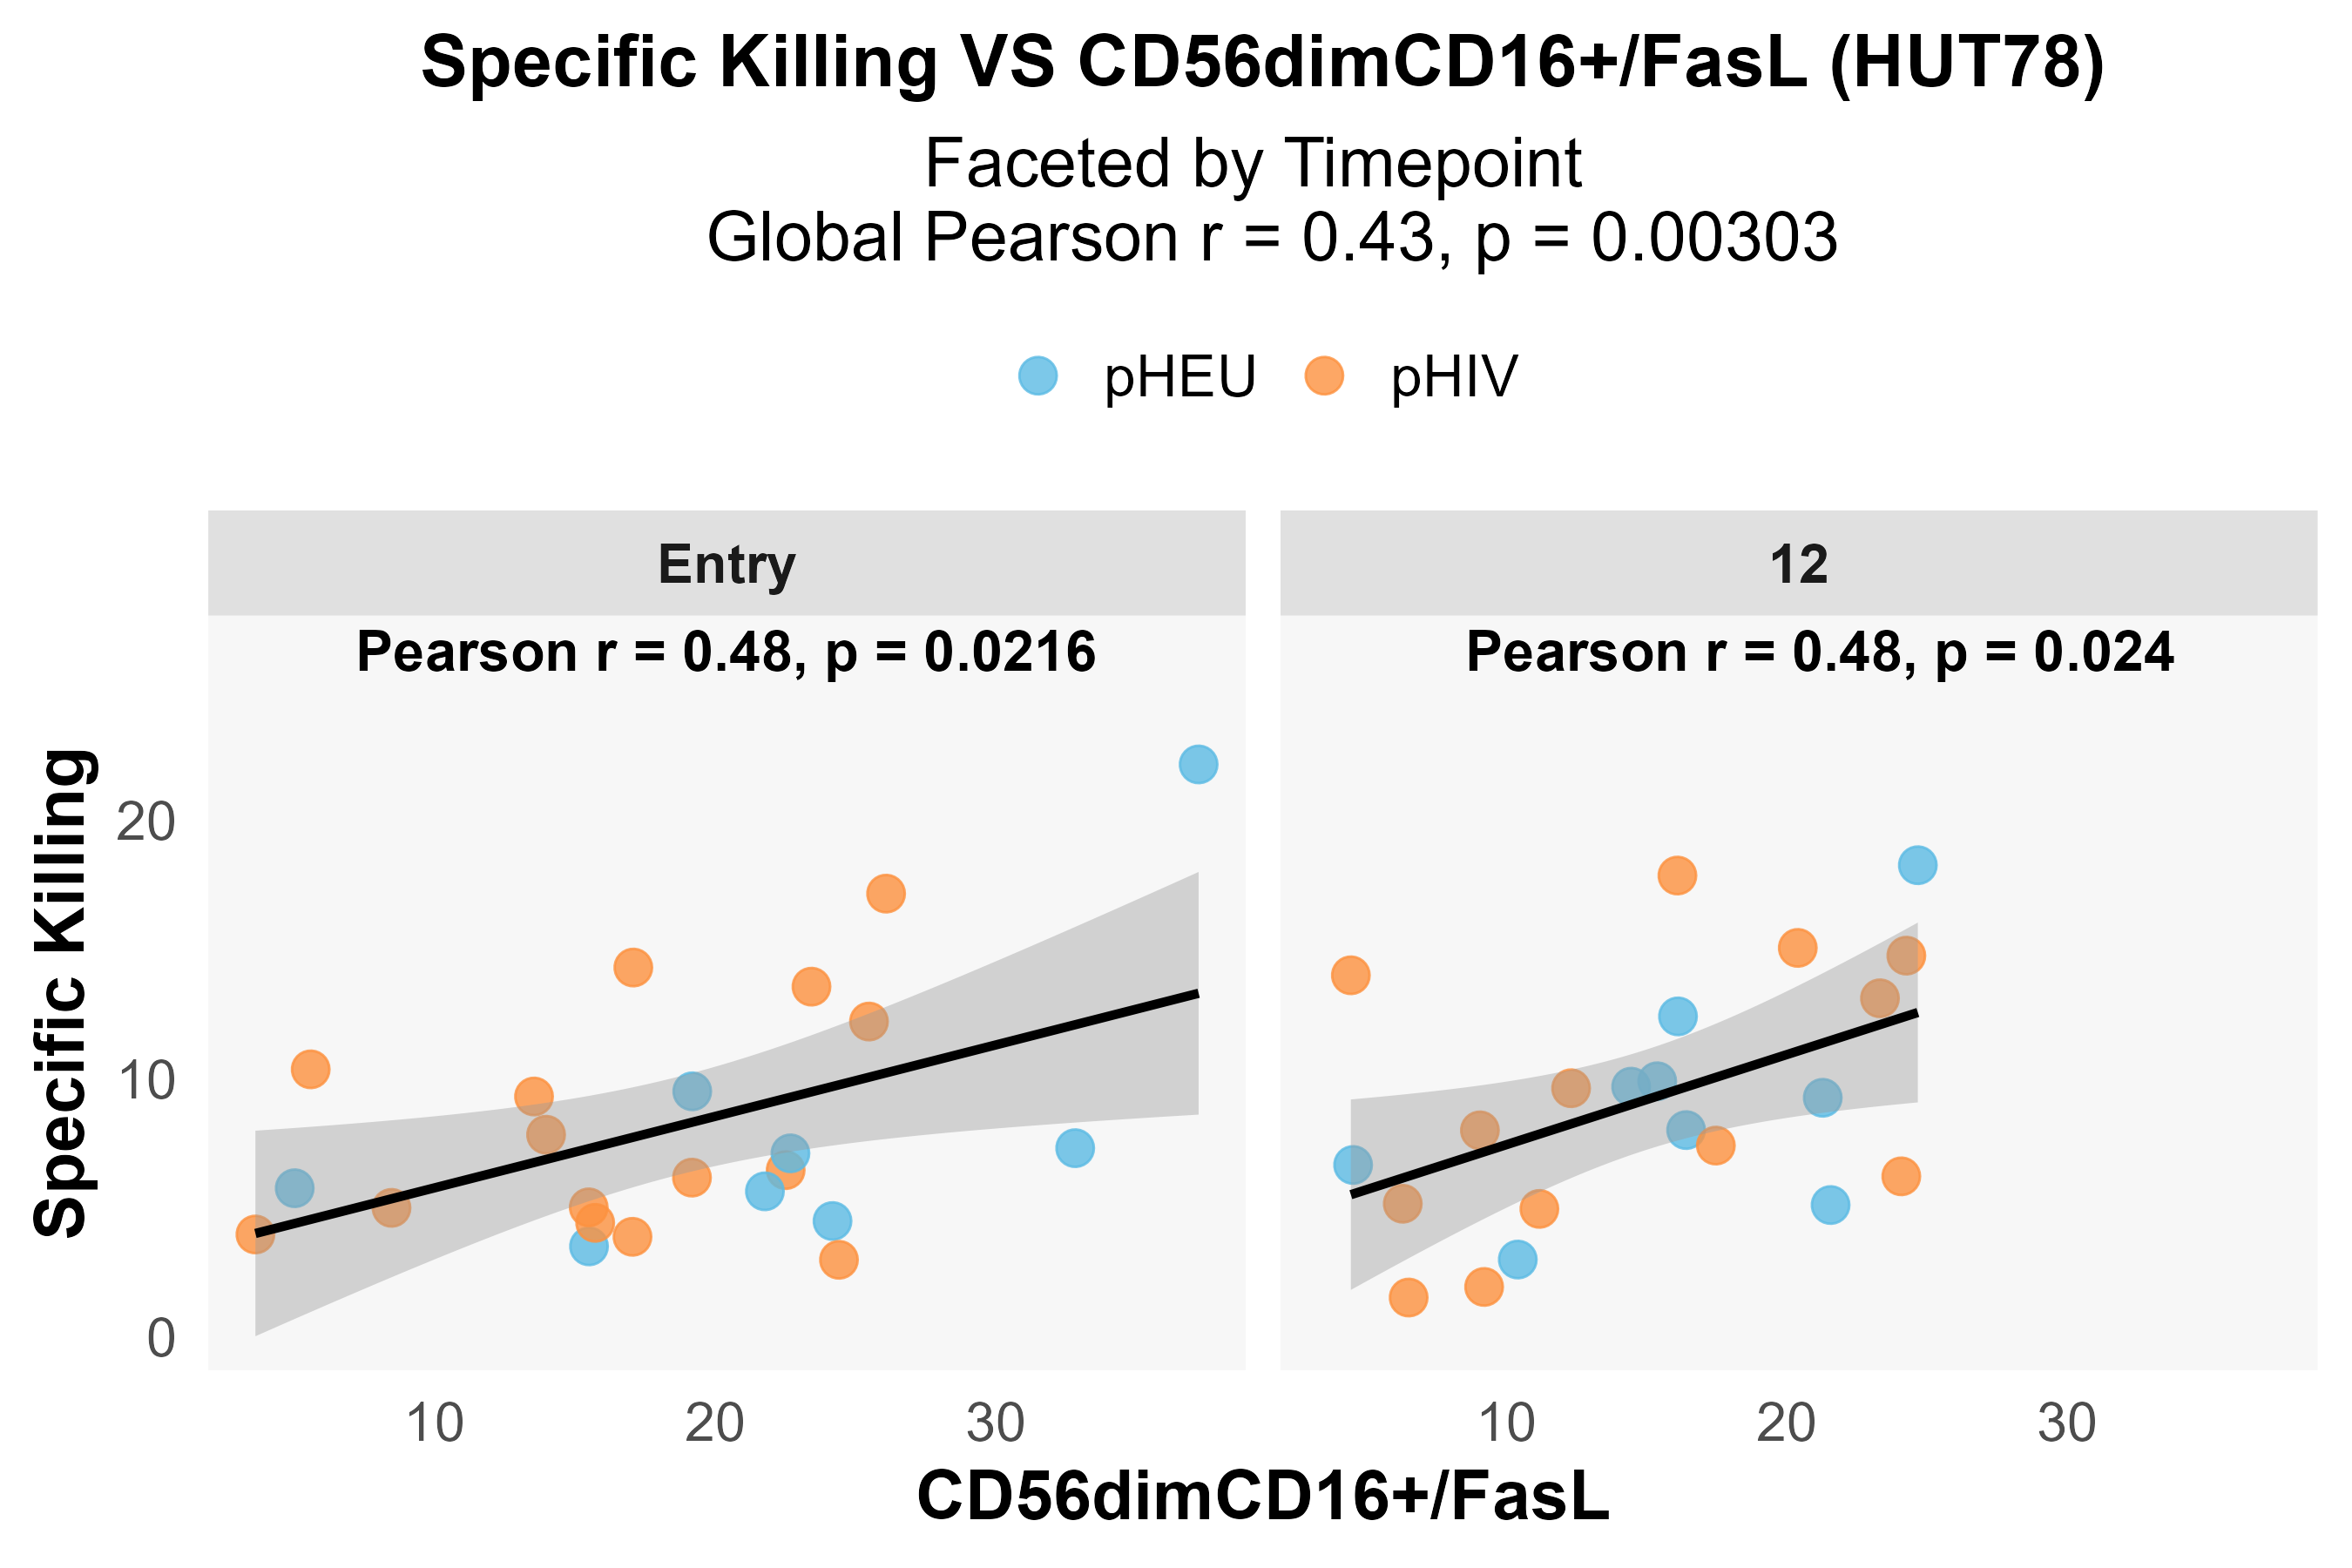 Specific Killing VS CD56dimCD16+/FasL (HUT78)
Faceted by Timepoint
Global Pearson r = 0.43, p = 0.00303
pHEU
pHIV
Entry
12
Pearson r = 0.48, p = 0.0216
Pearson r = 0.48, p = 0.024
Specific Killing
20
10
0
10
20
30
10
20
30
CD56dimCD16+/FasL